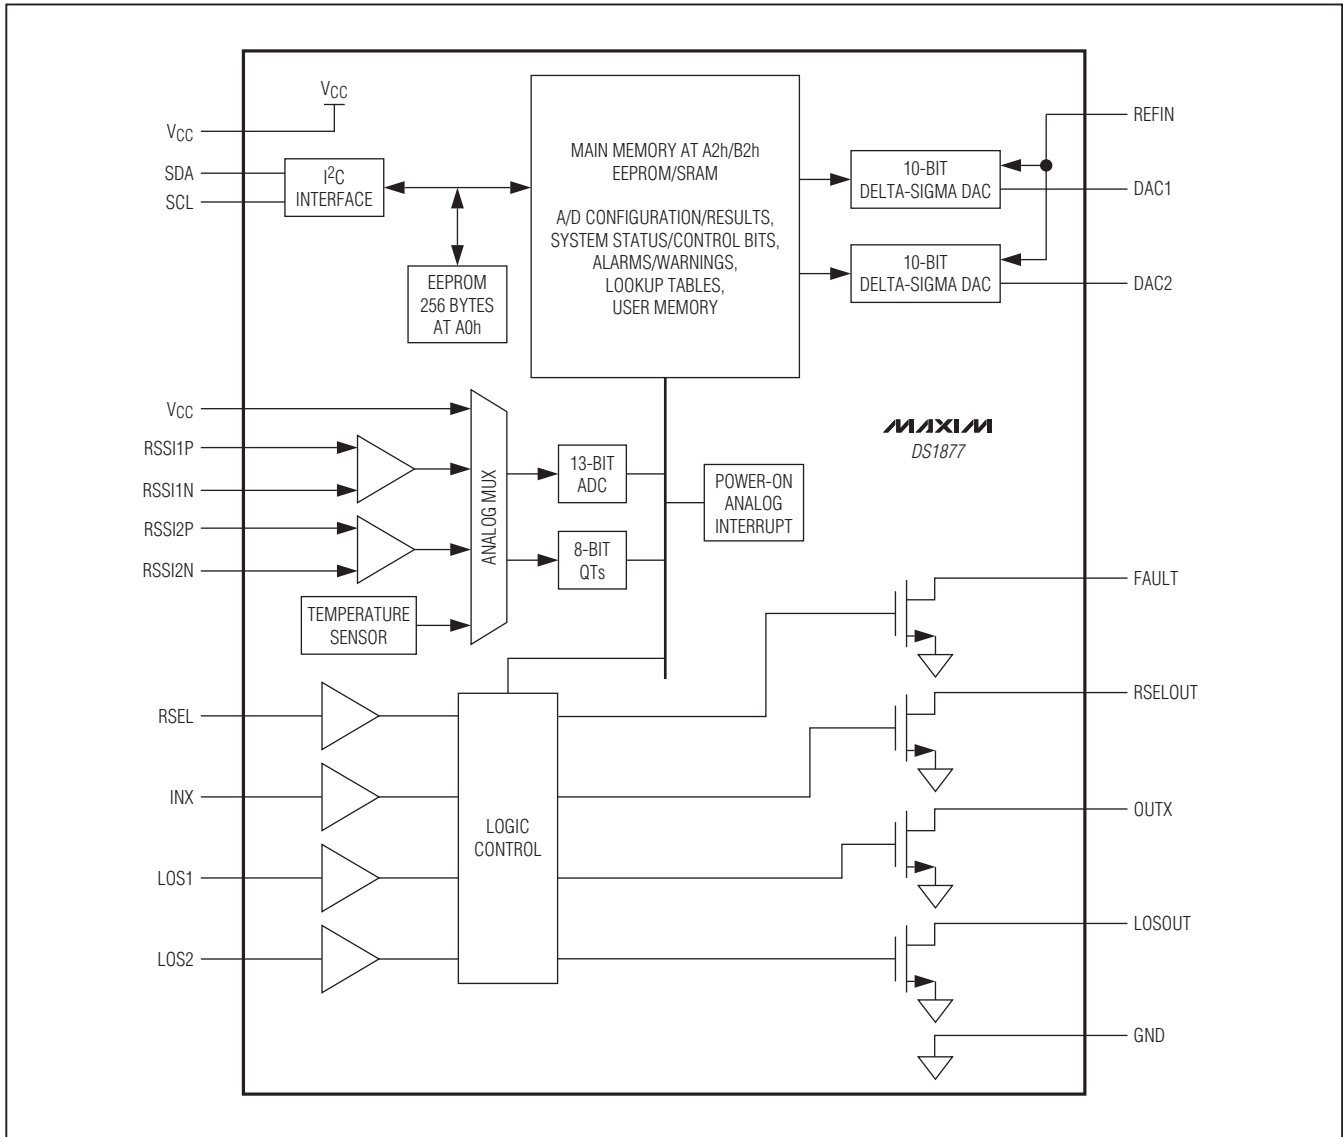 VCC
VCC
SDA
SCL
I2C
INTERFACE
EEPROM
256 BYTES
AT A0h
MAIN MEMORY AT A2h/B2h
EEPROM/SRAM
A/D CONFIGURATION/RESULTS,
SYSTEM STATUS/CONTROL BITS,
ALARMS/WARNINGS,
LOOKUP TABLES,
USER MEMORY
10-BIT
DELTA-SIGMA DAC
10-BIT
DELTA-SIGMA DAC
REFIN
DAC1
DAC2
VCC
RSSI1P
RSSI1N
RSSI2P
RSSI2N
TEMPERATURE
SENSOR
ANALOG MUX
13-BIT
ADC
8-BIT
QTs
POWER-ON
ANALOG
INTERRUPT
MAXIM
DS1877
RSEL
INX
LOS1
LOS2
LOGIC
CONTROL
FAULT
RSELOUT
OUTX
LOSOUT
GND